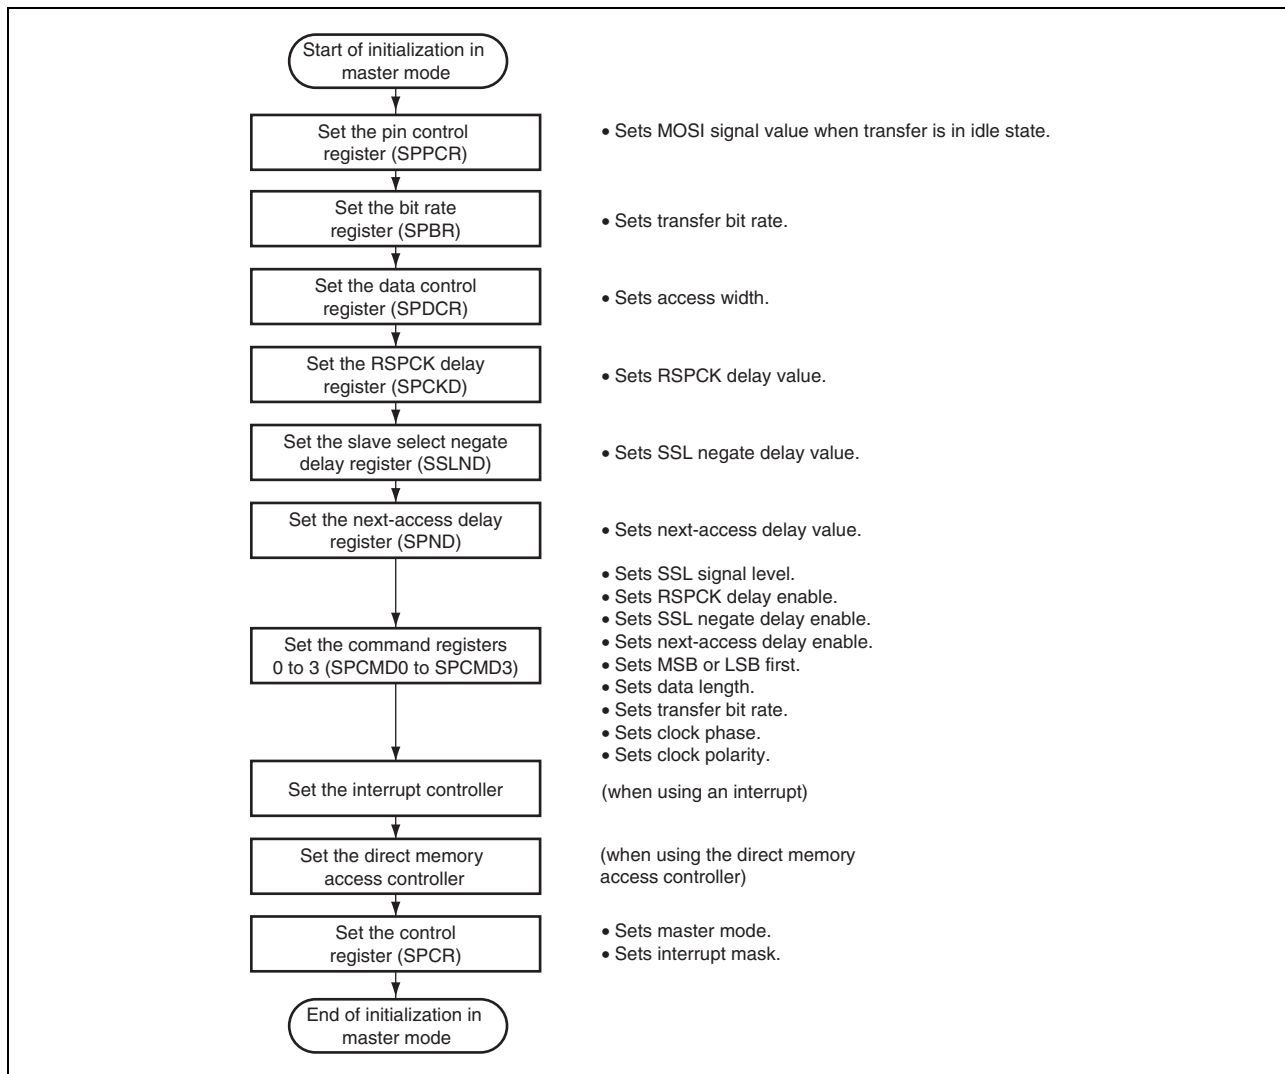 Start of initialization in
master mode
Set the pin control
register (SPPCR)
• Sets MOSI signal value when transfer is in idle state.
Set the bit rate
register (SPBR)
• Sets transfer bit rate.
Set the data control
register (SPDCR)
• Sets access width.
Set the RSPCK delay
register (SPCKD)
• Sets RSPCK delay value.
Set the slave select negate
delay register (SSLND)
• Sets SSL negate delay value.
Set the next-access delay
register (SPND)
• Sets next-access delay value.
Set the command registers
0 to 3 (SPCMD0 to SPCMD3)
• Sets SSL signal level.
• Sets RSPCK delay enable.
• Sets SSL negate delay enable.
• Sets next-access delay enable.
• Sets MSB or LSB first.
• Sets data length.
• Sets transfer bit rate.
• Sets clock phase.
• Sets clock polarity.
Set the interrupt controller
(when using an interrupt)
Set the direct memory
access controller
(when using the direct memory
access controller)
Set the control
register (SPCR)
• Sets master mode.
• Sets interrupt mask.
End of initialization in
master mode